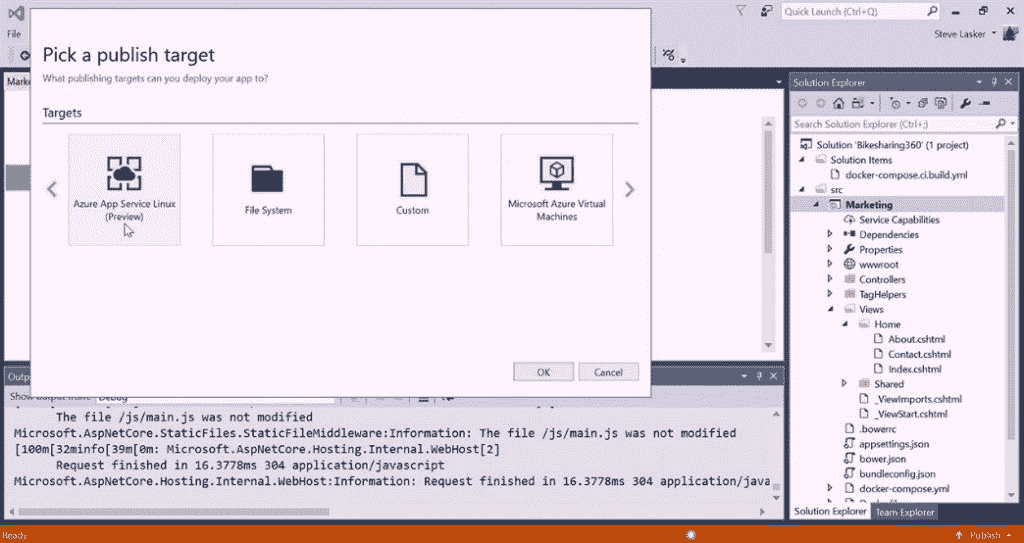 Quick Launch (Ctrl+Q)
File
Steve Lasker
Pick a publish target
What publishing targets can you deploy your app to?
Targets
Azure App Service Linux
(Preview)
File System
Custom
Microsoft Azure Virtual
Machines
OK
Cancel
Solution Explorer
Search Solution Explorer (Ctrl+;)
Solution 'Bikesharing360' (1 project)
Solution Items
docker-compose.ci.build.yml
src
Marketing
Service Capabilities
Dependencies
Properties
wwwroot
Controllers
TagHelpers
Views
Home
About.cshtml
Contact.cshtml
Index.cshtml
Shared
_ViewImports.cshtml
_ViewStart.cshtml
.bowerrc
appsettings.json
bower.json
bundleconfig.json
docker-compose.yml
Solution Explorer
Team Explorer
The file /js/main.js was not modified
Microsoft.AspNetCore.StaticFiles.StaticFileMiddleware:Information: The file /js/main.js was not modified
[100m[32minfo[39m[0m: Microsoft.AspNetCore.Hosting.Internal.WebHost[2]
Request finished in 16.3778ms 304 application/javascript
Microsoft.AspNetCore.Hosting.Internal.WebHost:Information: Request finished in 16.3778ms 304 application/java
Ready
Publish